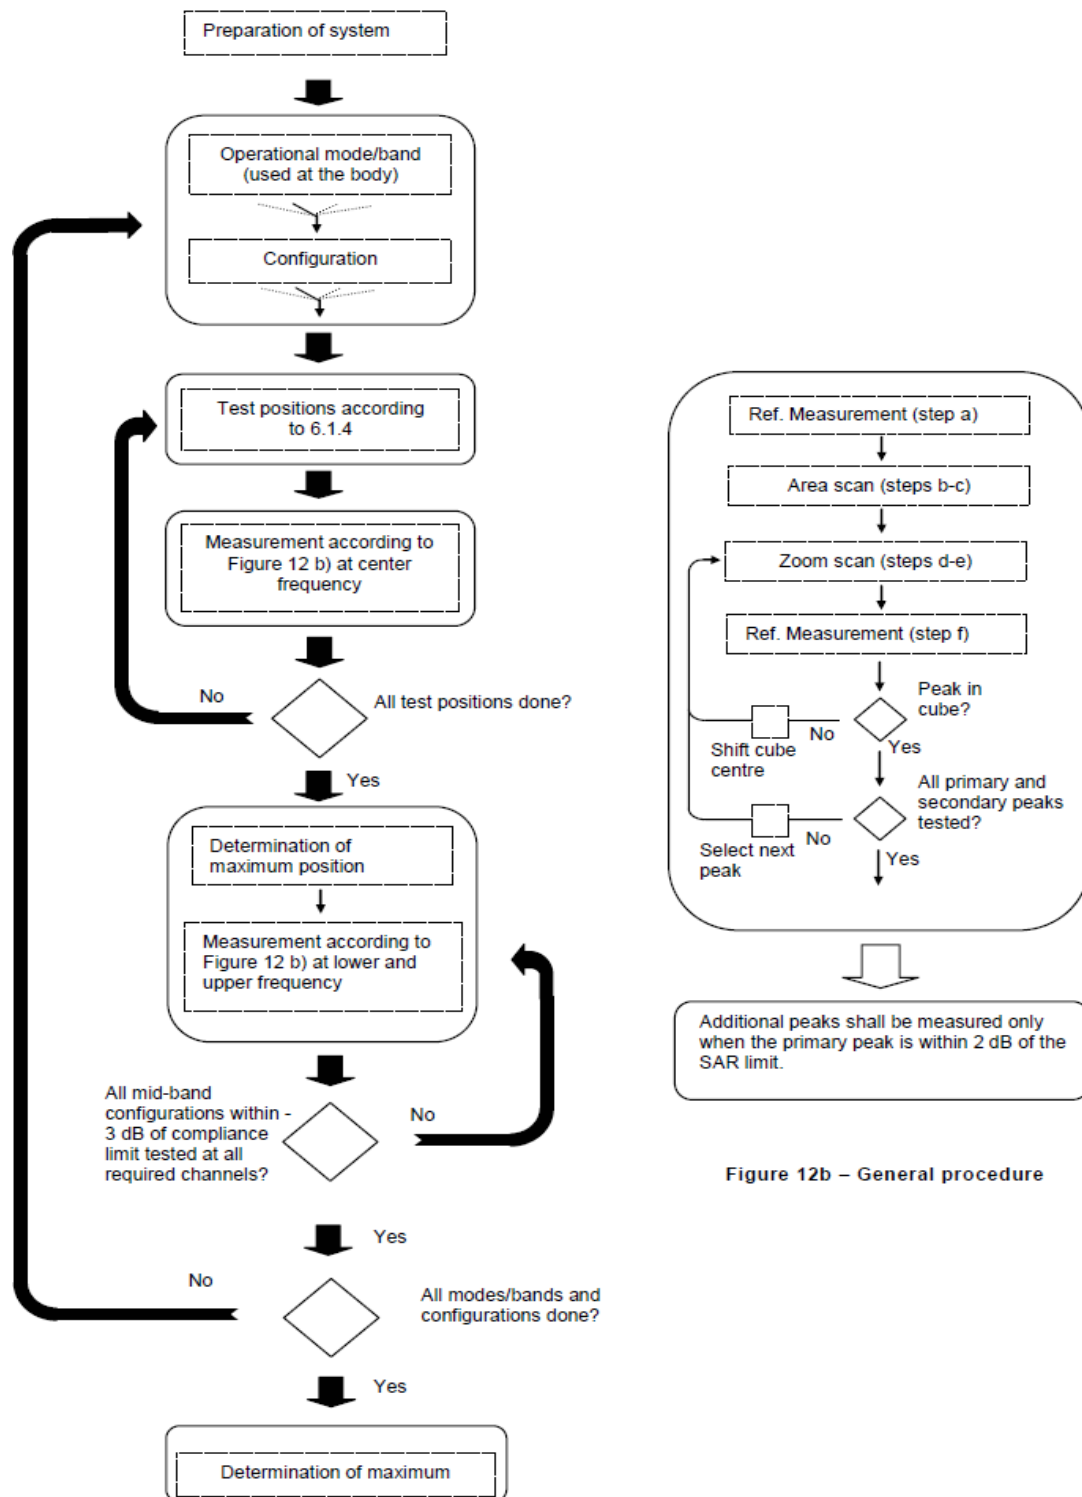 Preparation of system
Operational mode/band
(used at the body)
Configuration
Test positions according
to 6.1.4
Measurement according to
Figure 12 b) at center
frequency
No
All test positions done?
Yes
Determination of
maximum position
Measurement according to
Figure 12 b) at lower and
upper frequency
All mid-band
configurations within -
3 dB of compliance
limit tested at all
required channels?
No
Yes
No
All modes/bands and
configurations done?
Yes
Determination of maximum
Ref. Measurement (step a)
Area scan (steps b-c)
Zoom scan (steps d-e)
Ref. Measurement (step f)
Peak in
cube?
No
Shift cube
centre
Yes
All primary and
secondary peaks
tested?
No
Select next
peak
Yes
Additional peaks shall be measured only
when the primary peak is within 2 dB of the
SAR limit.
Figure 12b – General procedure